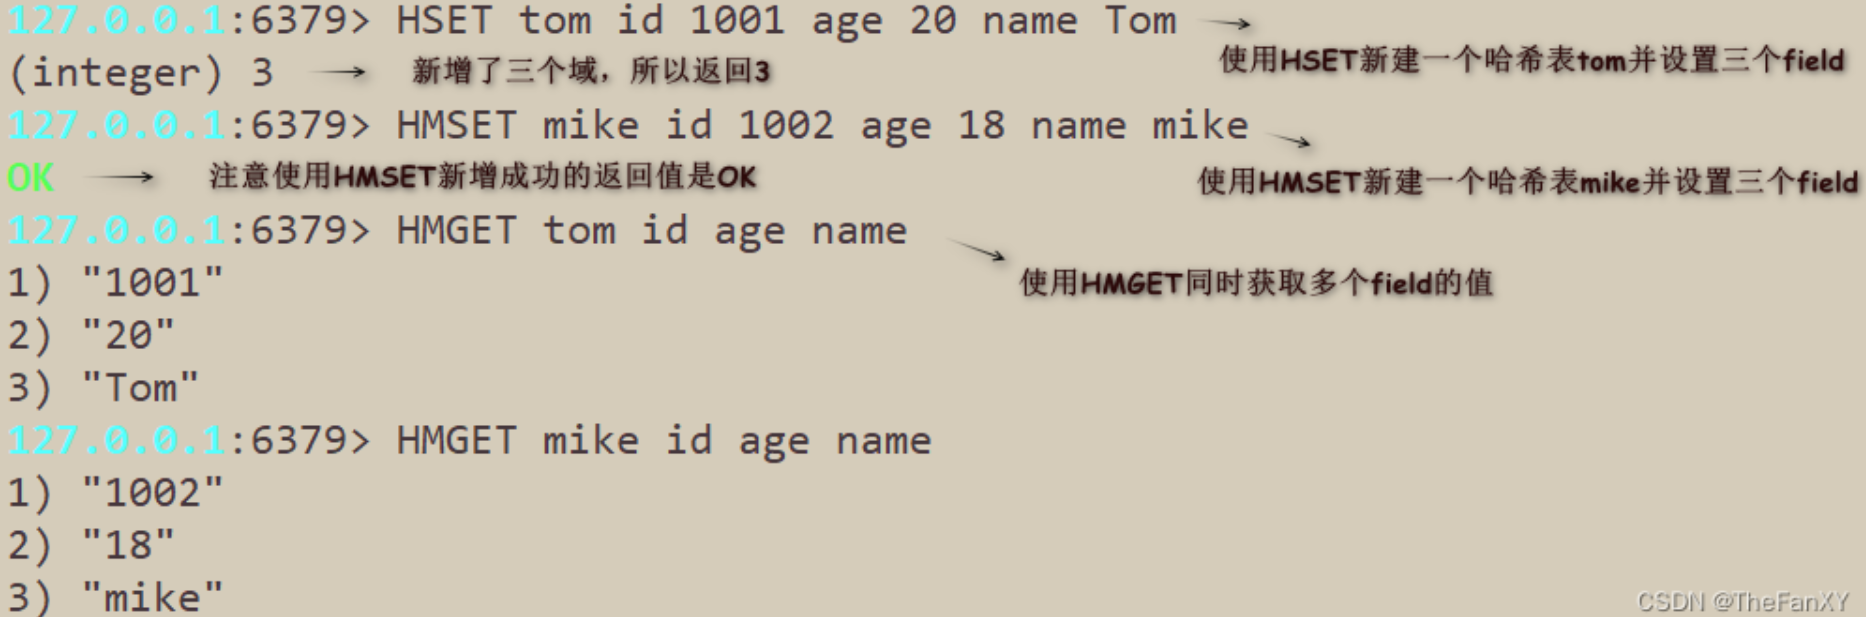 127.0.0.1:6379> HSET tom id 1001 age 20 name Tom
使用HSET新建一个哈希表tom并设置三个field
(integer) 3 新增了三个域，所以返回3
127.0.0.1:6379> HMSET mike id 1002 age 18 name mike
OK 注意使用HMSET新增成功的返回值是OK
使用HMSET新建一个哈希表mike并设置三个field
127.0.0.1:6379> HMGET tom id age name
1) "1001"
使用HMGET同时获取多个field的值
2) "20"
3) "Tom"
127.0.0.1:6379> HMGET mike id age name
1) "1002"
2) "18"
3) "mike"
CSDN @TheFanXY